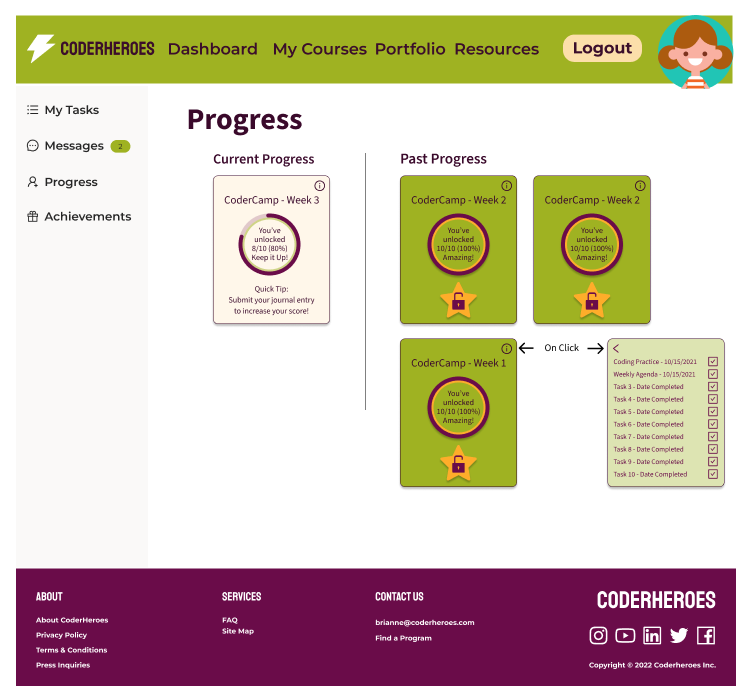 CODERHEROES
Dashboard
My Courses
Portfolio
Resources
Logout
My Tasks
Messages
2
Progress
Achievements
Progress
Current Progress
CoderCamp - Week 3
You've
unlocked
8/10 (80%)
Keep it Up!
Quick Tip:
Submit your journal entry
to increase your score!
Past Progress
CoderCamp - Week 2
You've
unlocked
10/10 (100%)
Amazing!
CoderCamp - Week 2
You've
unlocked
10/10 (100%)
Amazing!
CoderCamp - Week 1
You've
unlocked
10/10 (100%)
Amazing!
On Click
Coding Practice - 10/15/2021
Weekly Agenda - 10/15/2021
Task 3 - Date Completed
Task 4 - Date Completed
Task 5 - Date Completed
Task 6 - Date Completed
Task 7 - Date Completed
Task 8 - Date Completed
Task 9 - Date Completed
Task 10 - Date Completed
ABOUT
About CoderHeroes
Privacy Policy
Terms & Conditions
Press Inquiries
SERVICES
FAQ
Site Map
CONTACT US
brianne@coderheroes.com
Find a Program
CODERHEROES
Copyright © 2022 Coderheroes Inc.